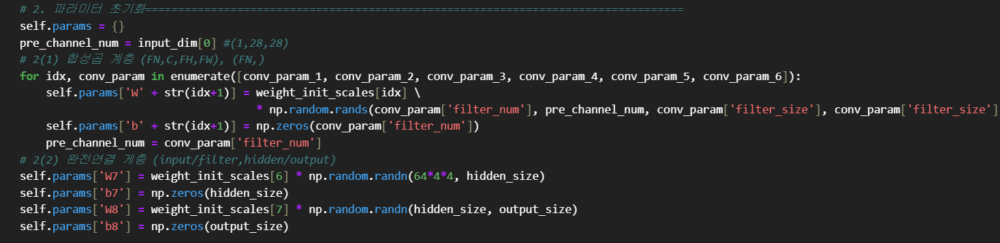 # 2. 파라미터 초기화==================================================================================
self.params = {}
pre_channel_num = input_dim[0] #(1,28,28)
# 2(1) 합성곱 계층 (FN,C,FH,FW), (FN,)
for idx, conv_param in enumerate([conv_param_1, conv_param_2, conv_param_3, conv_param_4, conv_param_5, conv_param_6]):
self.params['W' + str(idx+1)] = weight_init_scales[idx] \
* np.random.rands(conv_param['filter_num'], pre_channel_num, conv_param['filter_size'], conv_param['filter_size']
self.params['b' + str(idx+1)] = np.zeros(conv_param['filter_num'])
pre_channel_num = conv_param['filter_num']
# 2(2) 완전연결 게층 (input/filter,hidden/output)
self.params['W7'] = weight_init_scales[6] * np.random.randn(64*4*4, hidden_size)
self.params['b7'] = np.zeros(hidden_size)
self.params['W8'] = weight_init_scales[7] * np.random.randn(hidden_size, output_size)
self.params['b8'] = np.zeros(output_size)